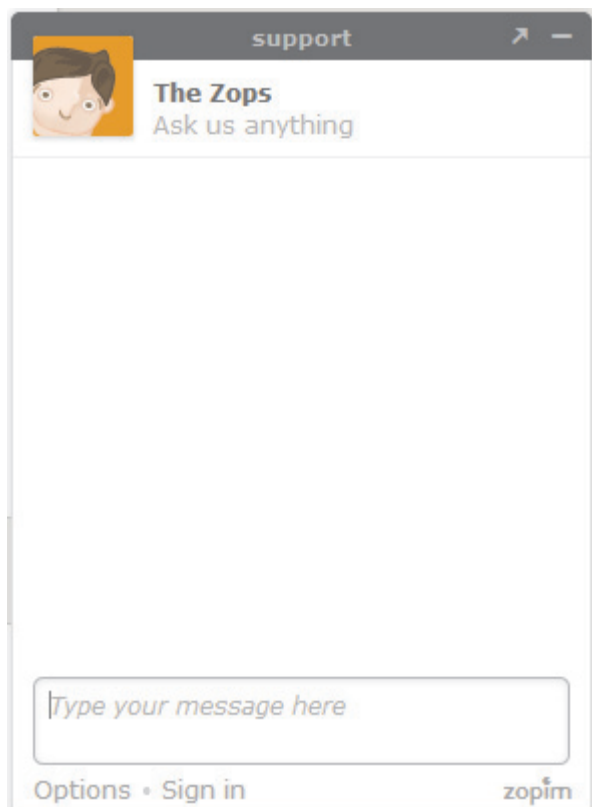 support
The Zops
Ask us anything
Type your message here
Options • Sign in
zopim